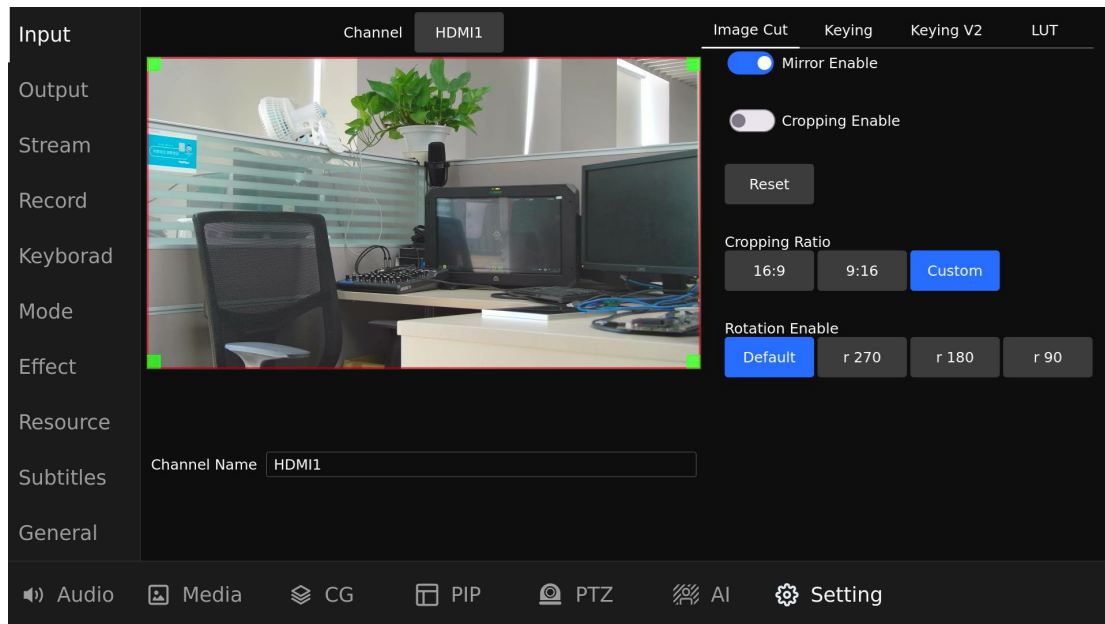 Input
Output
Stream
Record
Keyborad
Mode
Effect
Resource
Subtitles
General
Channel HDMI1
Channel Name HDMI1
Image Cut Keying Keying V2 LUT
Mirror Enable
Cropping Enable
Reset
Cropping Ratio
16:9 9:16 Custom
Rotation Enable
Default r 270 r 180 r 90
Audio Media CG PIP PTZ AI Setting